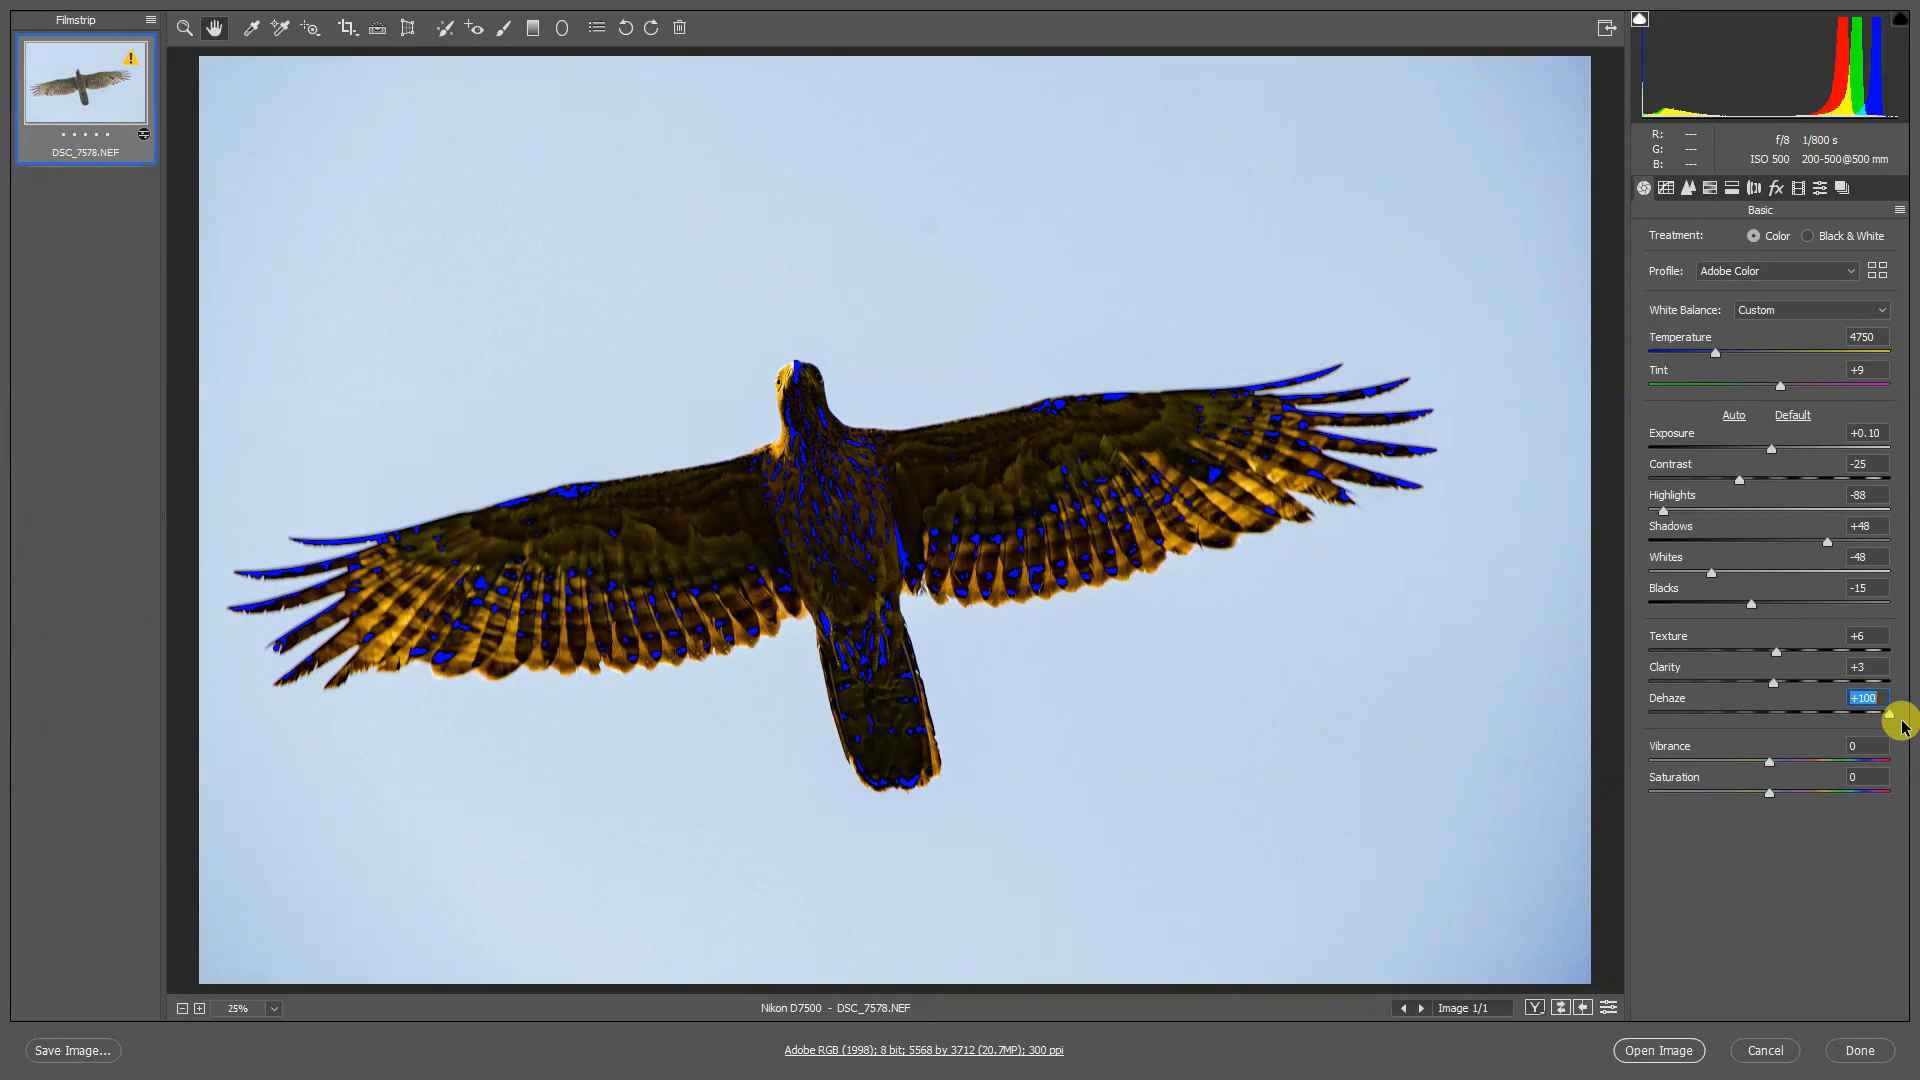 Filmstrip
DSC_7578.NEF
R: ---
G: ---
B: ---
f/8 1/800 s
ISO 500 200-500@500 mm
fx
Basic
Treatment: Color Black & White
Profile: Adobe Color
White Balance: Custom
Temperature 4750
Tint +9
Auto Default
Exposure +0.10
Contrast -25
Highlights -88
Shadows +48
Whites -48
Blacks -15
Texture +6
Clarity +3
Dehaze +100
Vibrance 0
Saturation 0
25%
Nikon D7500 - DSC_7578.NEF
Image 1/1
Y
Save Image...
Adobe RGB (1998); 8 bit; 5568 by 3712 (20.7MP); 300 ppi
Open Image
Cancel
Done